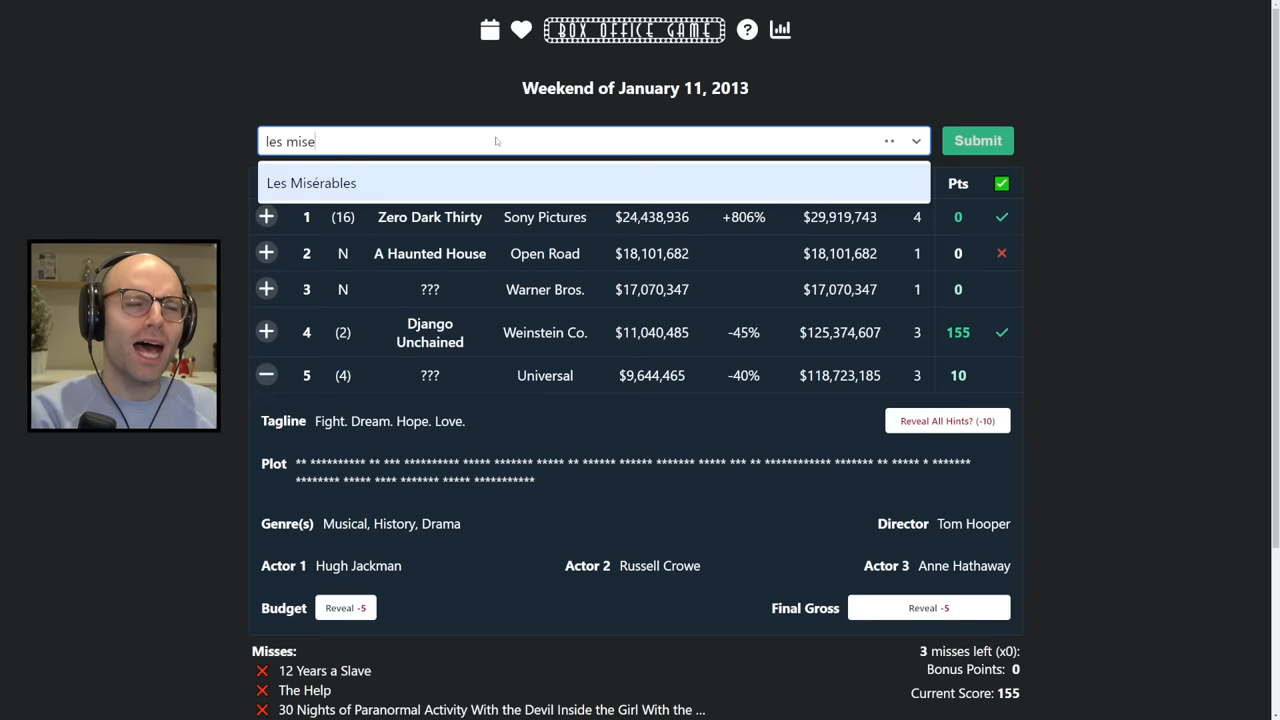 BOX OFFICE GAME
Weekend of January 11, 2013
les mise
Submit
Les Misérables
Pts
1 (16) Zero Dark Thirty Sony Pictures $24,438,936 +806% $29,919,743 4 0
2 N A Haunted House Open Road $18,101,682 $18,101,682 1 0
3 N ??? Warner Bros. $17,070,347 $17,070,347 1 0
4 (2) Django Unchained Weinstein Co. $11,040,485 -45% $125,374,607 3 155
5 (4) ??? Universal $9,644,465 -40% $118,723,185 3 10
Tagline Fight. Dream. Hope. Love. Reveal All Hints? (-10)
Plot ** ********** ** *** ********** ***** ******* ***** ** ****** ****** ******* ***** *** ** ************ ******* ** ***** * *******
******** ***** **** ******* ***** ***********
Genre(s) Musical, History, Drama Director Tom Hooper
Actor 1 Hugh Jackman Actor 2 Russell Crowe Actor 3 Anne Hathaway
Budget Reveal -5 Final Gross Reveal -5
Misses: 3 misses left (x0):
12 Years a Slave Bonus Points: 0
The Help Current Score: 155
30 Nights of Paranormal Activity With the Devil Inside the Girl With the ...